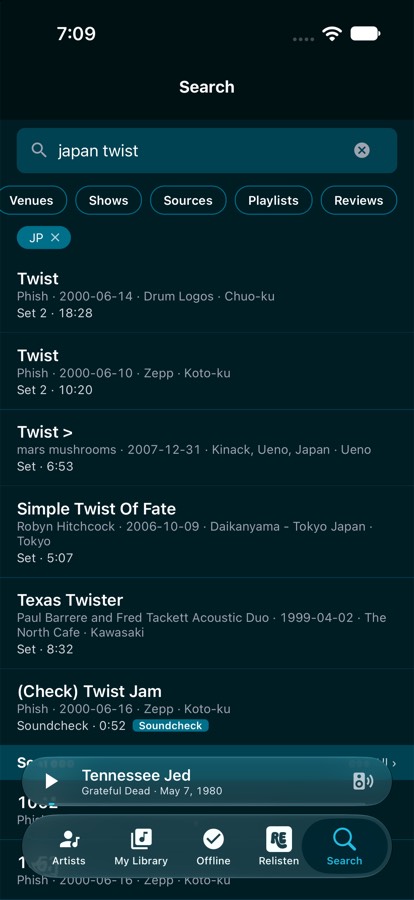 7:09
Search
japan twist
Venues
Shows
Sources
Playlists
Reviews
JP
Twist
Phish · 2000-06-14 · Drum Logos · Chuo-ku
Set 2 · 18:28
Twist
Phish · 2000-06-10 · Zepp · Koto-ku
Set 2 · 10:20
Twist >
mars mushrooms · 2007-12-31 · Kinack, Ueno, Japan · Ueno
Set · 6:53
Simple Twist Of Fate
Robyn Hitchcock · 2006-10-09 · Daikanyama - Tokyo Japan ·
Tokyo
Set · 5:07
Texas Twister
Paul Barrere and Fred Tackett Acoustic Duo · 1999-04-02 · The
North Cafe · Kawasaki
Set · 8:32
(Check) Twist Jam
Phish · 2000-06-16 · Zepp · Koto-ku
Soundcheck · 0:52 Soundcheck
Tennessee Jed
Grateful Dead · May 7, 1980
Artists
My Library
Offline
RE
Relisten
Search
Phish · 2000-06-16 · Zepp · Koto-ku